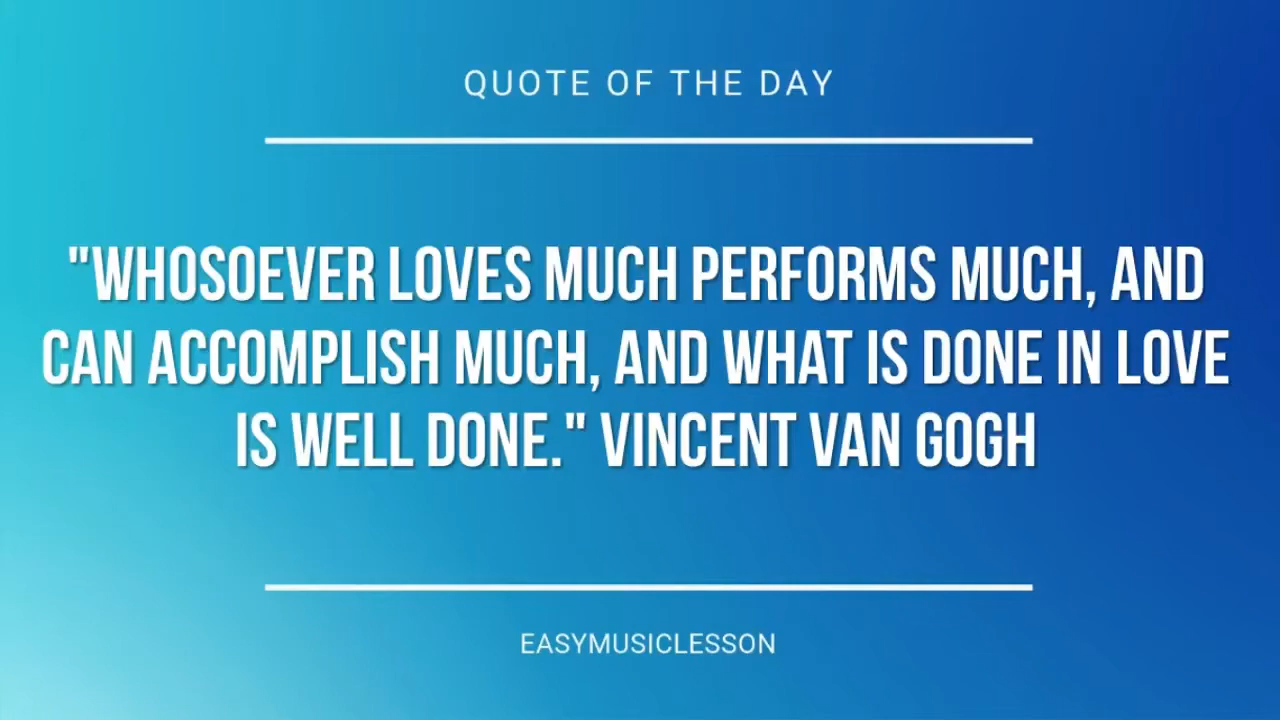 QUOTE OF THE DAY
"WHOSOEVER LOVES MUCH PERFORMS MUCH, AND
CAN ACCOMPLISH MUCH, AND WHAT IS DONE IN LOVE
IS WELL DONE." VINCENT VAN GOGH
EASYMUSICLESSON